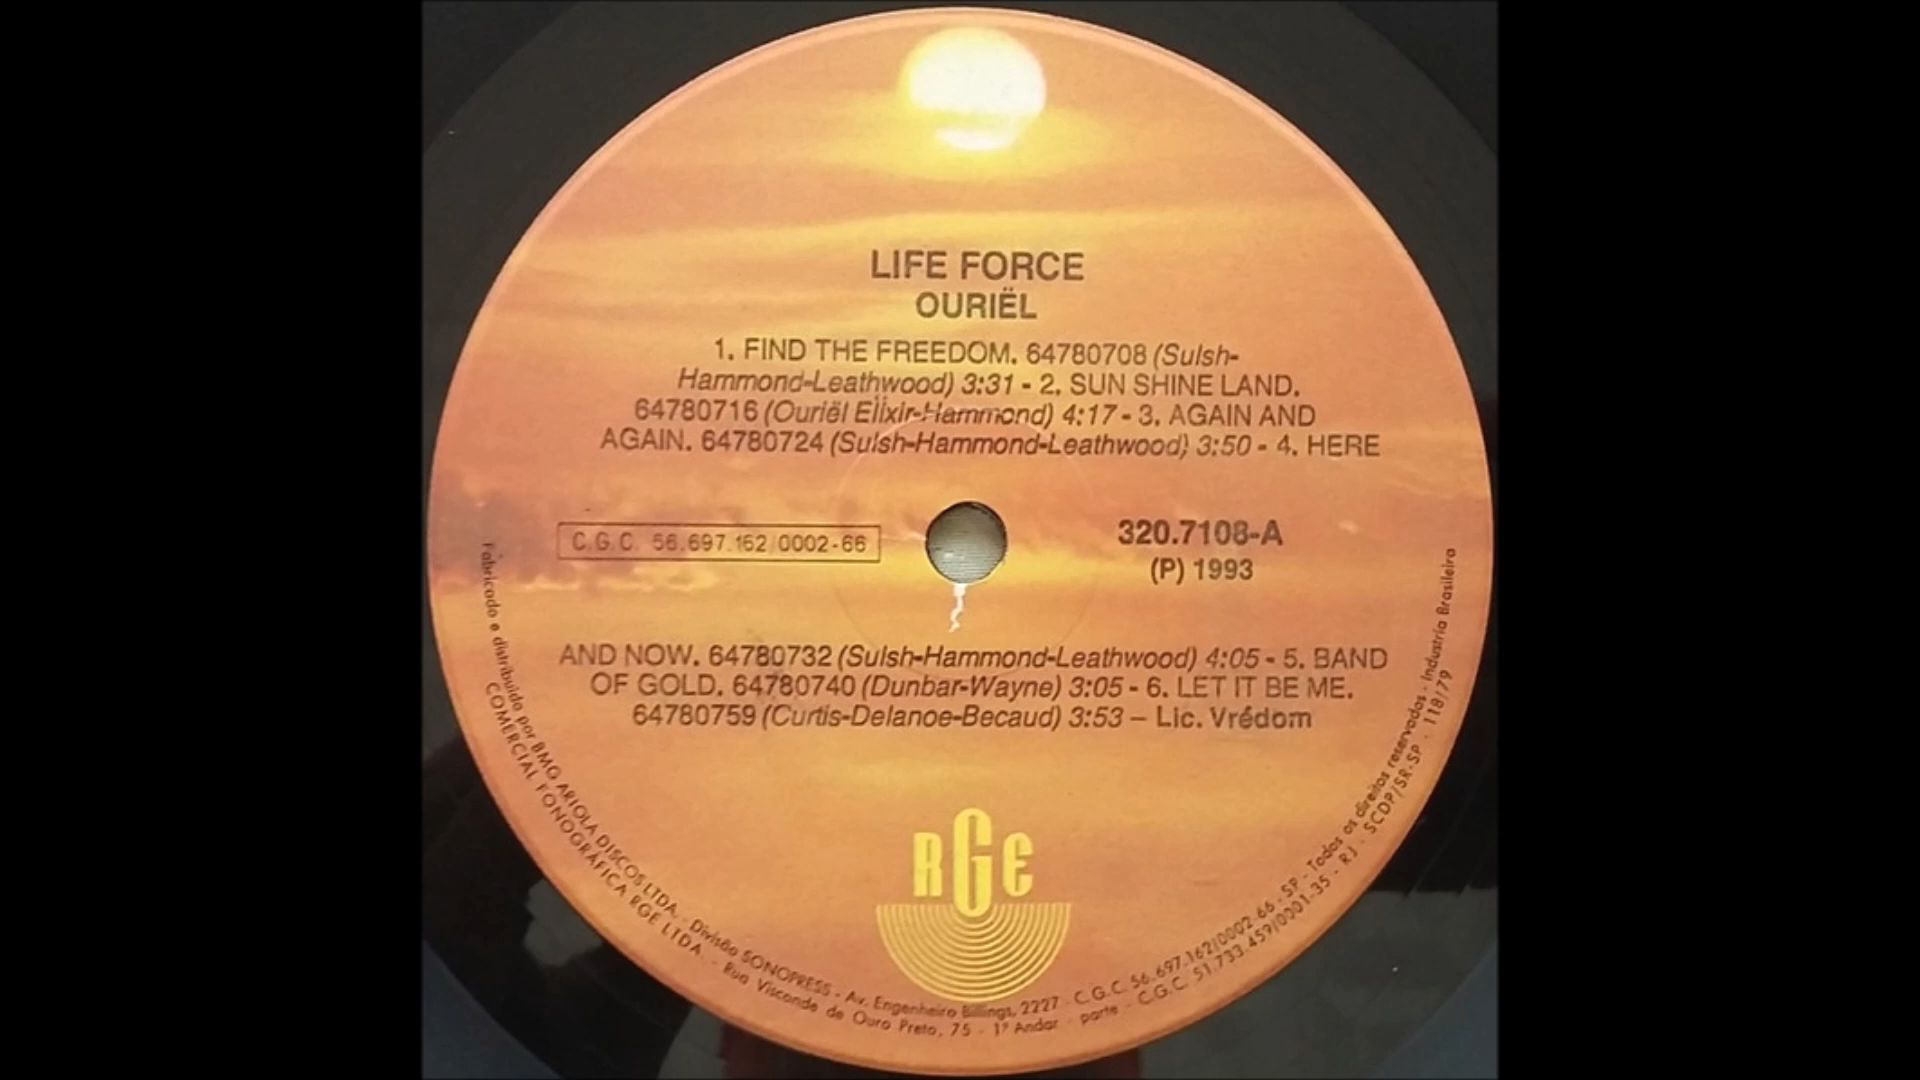 LIFE FORCE
OURIËL
1. FIND THE FREEDOM. 64780708 (Sulsh-
Hammond-Leathwood) 3:31 - 2. SUN SHINE LAND.
64780716 (Ouriël Elixir-Hammond) 4:17 - 3. AGAIN AND
AGAIN. 64780724 (Sulsh-Hammond-Leathwood) 3:50 - 4. HERE
C.G.C. 56.697.162/0002-66
320.7108-A
(P) 1993
AND NOW. 64780732 (Sulsh-Hammond-Leathwood) 4:05 - 5. BAND
OF GOLD. 64780740 (Dunbar-Wayne) 3:05 - 6. LET IT BE ME.
64780759 (Curtis-Delanoe-Becaud) 3:53 – Lic. Vrédom
RGE
Fabricado e distribuido por BMG ARIOLA DISCOS LTDA. - Divisão SONOPRESS - Av. Engenheiro Billings, 2227 - C.G.C. 56.697.162/0002-66 - SP - Todos os direitos reservados - Industria Brasileira
COMERCIAL FONOGRÁFICA RGE LTDA. - Rua Visconde de Ouro Preto, 75 - 1º Andar - parte - C.G.C. 51.733.459/0001-35 - RJ - SCDP/SR-SP - 118/79